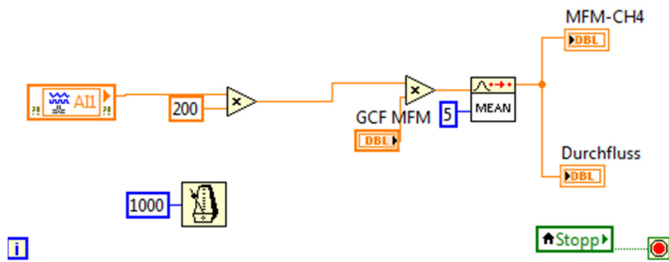 MFM-CH4
DBL
AI1
200
GCF MFM
DBL
5
MEAN
Durchfluss
DBL
1000
i
Stopp